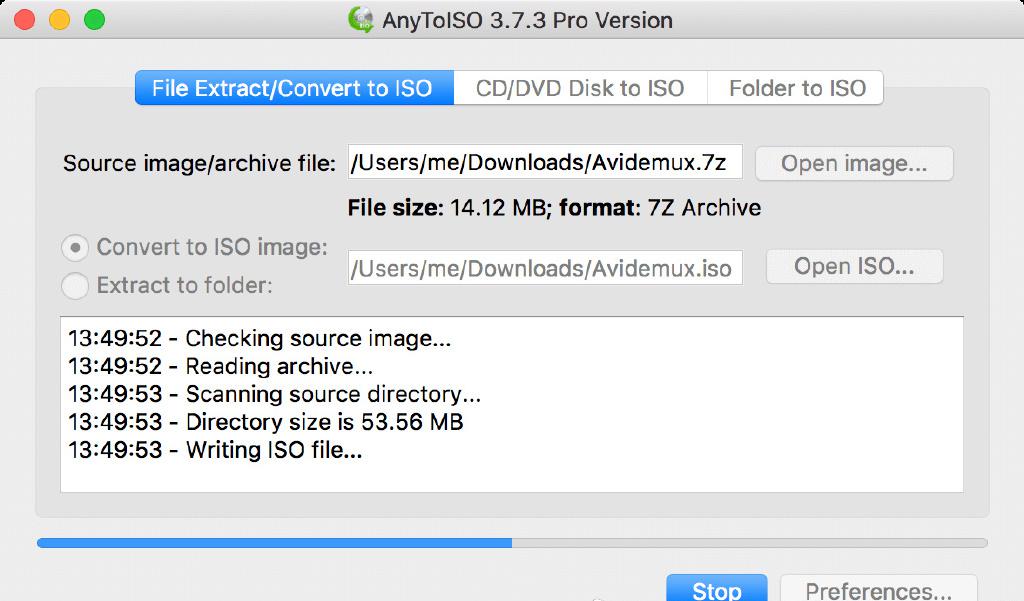 AnyToISO 3.7.3 Pro Version
File Extract/Convert to ISO CD/DVD Disk to ISO Folder to ISO
Source image/archive file: /Users/me/Downloads/Avidemux.7z Open image...
File size: 14.12 MB; format: 7Z Archive
Convert to ISO image: /Users/me/Downloads/Avidemux.iso Open ISO...
Extract to folder:
13:49:52 - Checking source image...
13:49:52 - Reading archive...
13:49:53 - Scanning source directory...
13:49:53 - Directory size is 53.56 MB
13:49:53 - Writing ISO file...
Stop Preferences...